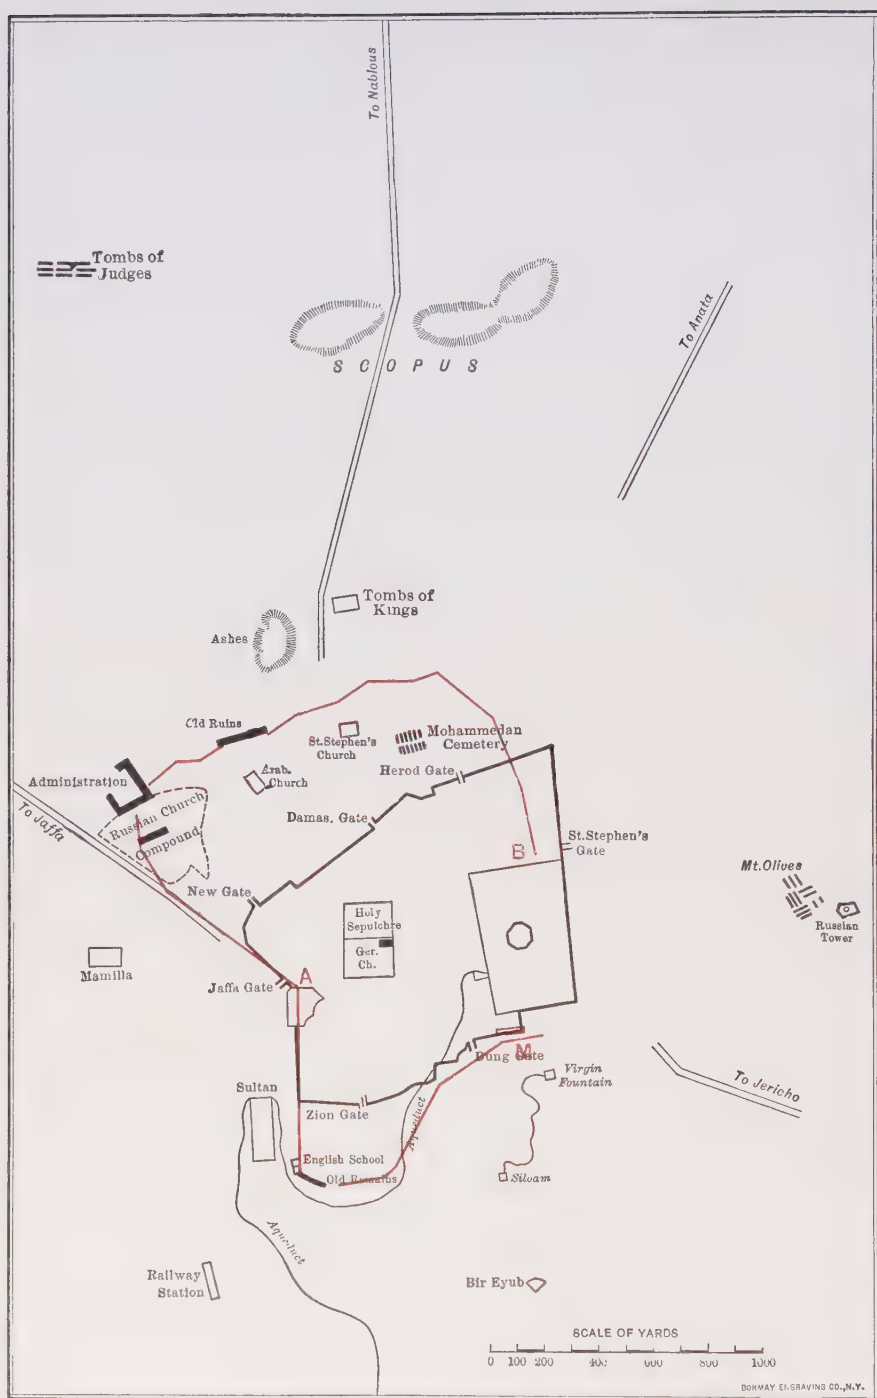 To Nablous
Tombs of
Judges
To Anata
SCOPUS
Tombs of
Kings
Ashes
Old Ruins
St. Stephen's
Church
Mohammedan
Cemetery
Administration
Arab.
Church
Herod Gate
Russian Church
Compound
To Jaffa
Damas. Gate
St. Stephen's
Gate
B
Mt. Olives
New Gate
Holy
Sepulchre
Russian
Tower
Ger.
Ch.
Mamilla
Jaffa Gate
A
M
Dung Gate
Virgin
Fountain
To Jericho
Sultan
Zion Gate
Aqueduct
English School
Old Remains
Siloam
Aqueduct
Railway
Station
Bir Eyub
SCALE OF YARDS
0 100 200 400 600 800 1000
BORMAY ENGRAVING CO., N.Y.